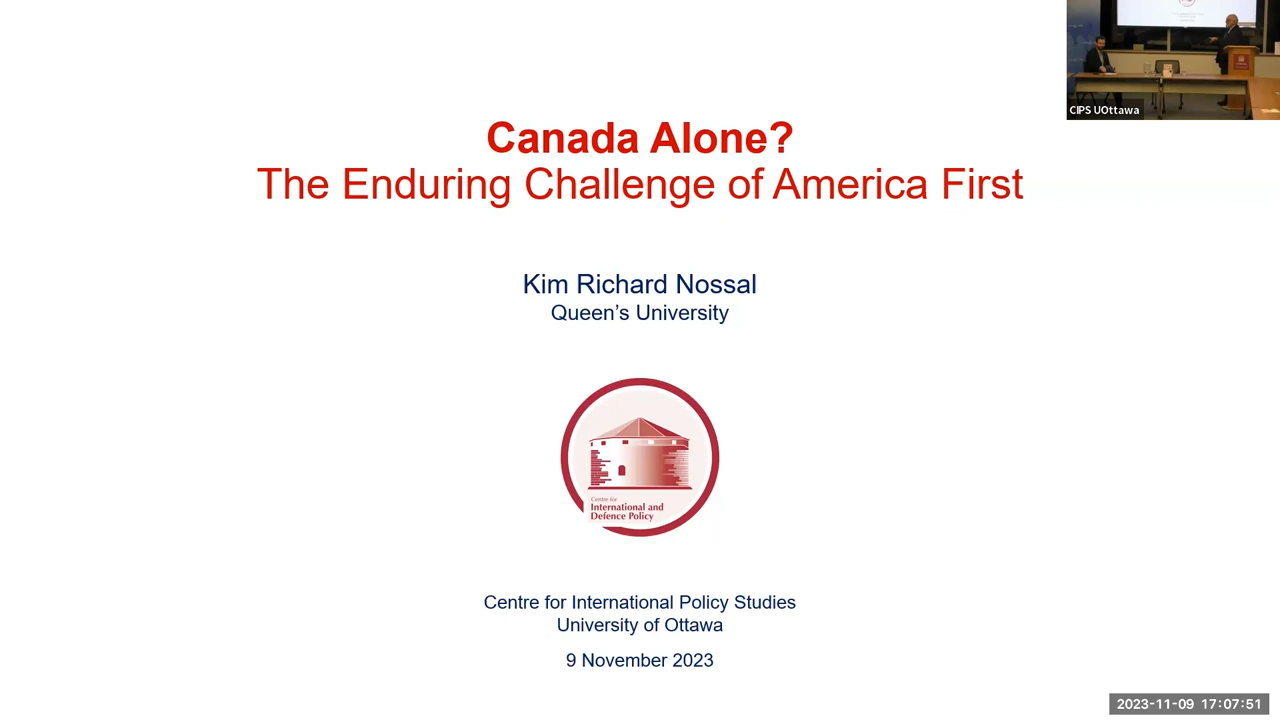 CIPS UOttawa
Canada Alone?
The Enduring Challenge of America First
Kim Richard Nossal
Queen's University
Centre for
International and
Defence Policy
Centre for International Policy Studies
University of Ottawa
9 November 2023
2023-11-09 17:07:51